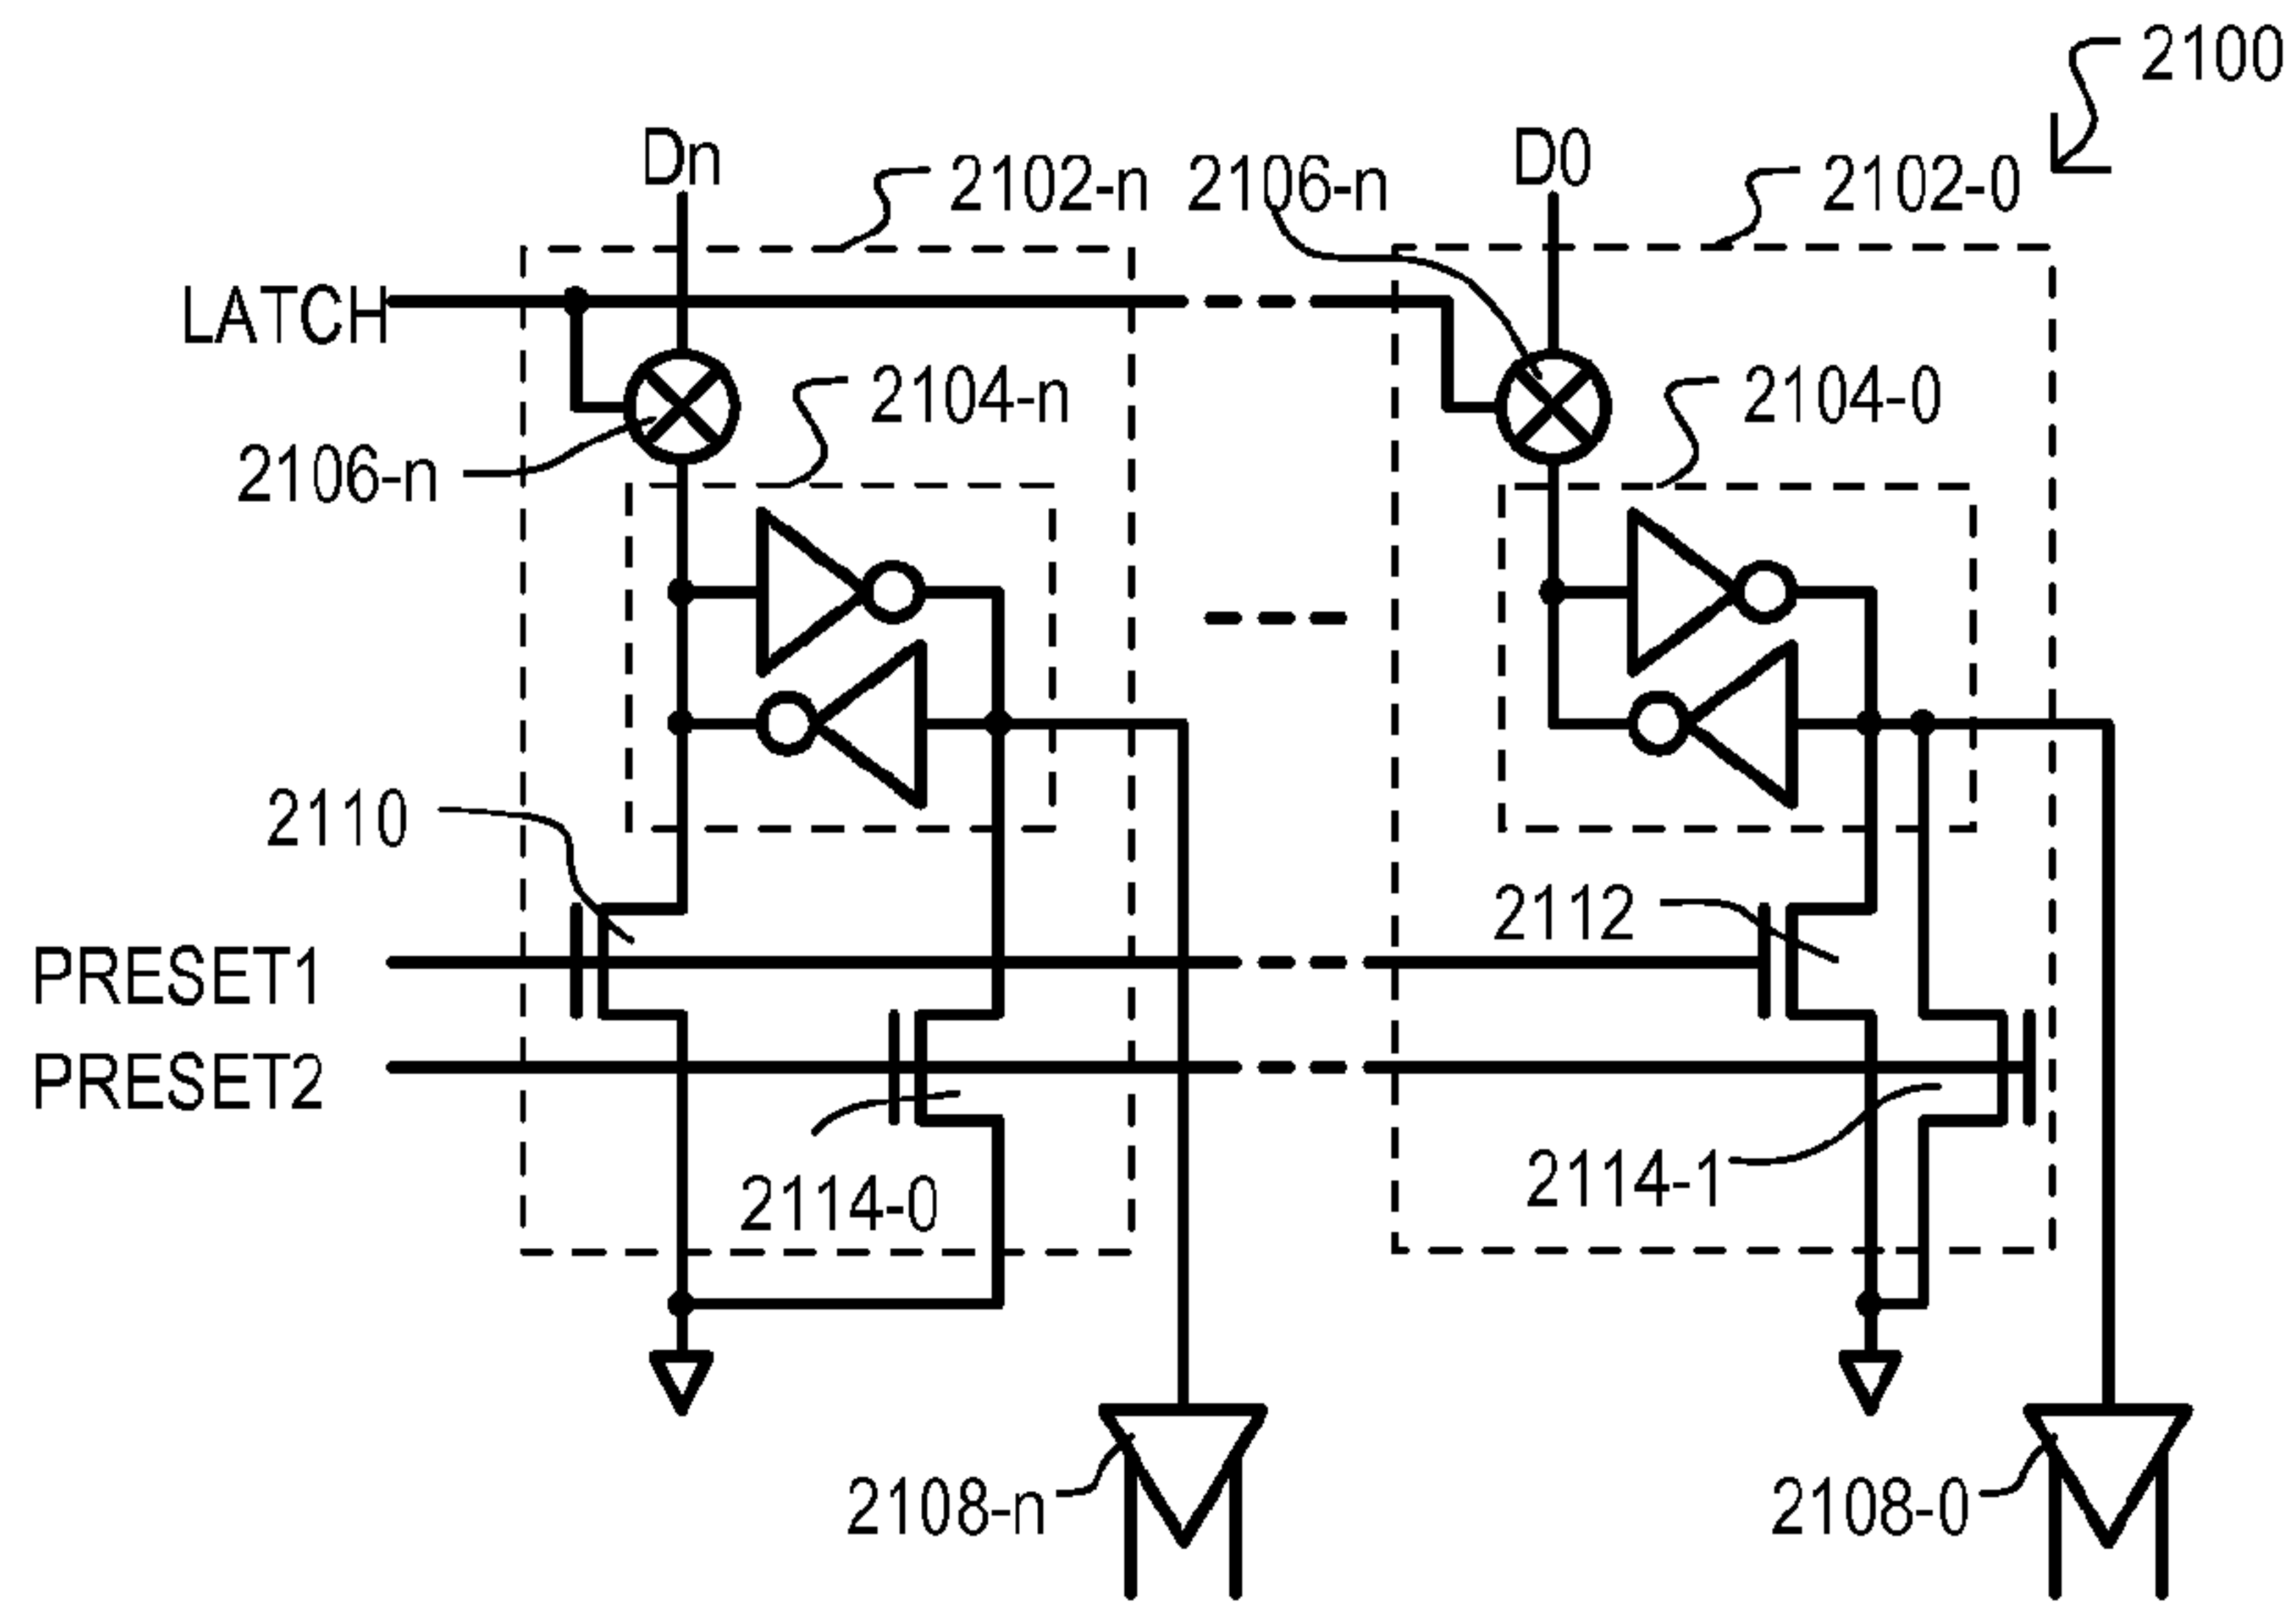 2100
Dn
D0
2102-n
2106-n
2102-0
LATCH
2104-n
2104-0
2106-n
2110
2112
PRESET1
PRESET2
2114-0
2114-1
2108-n
2108-0